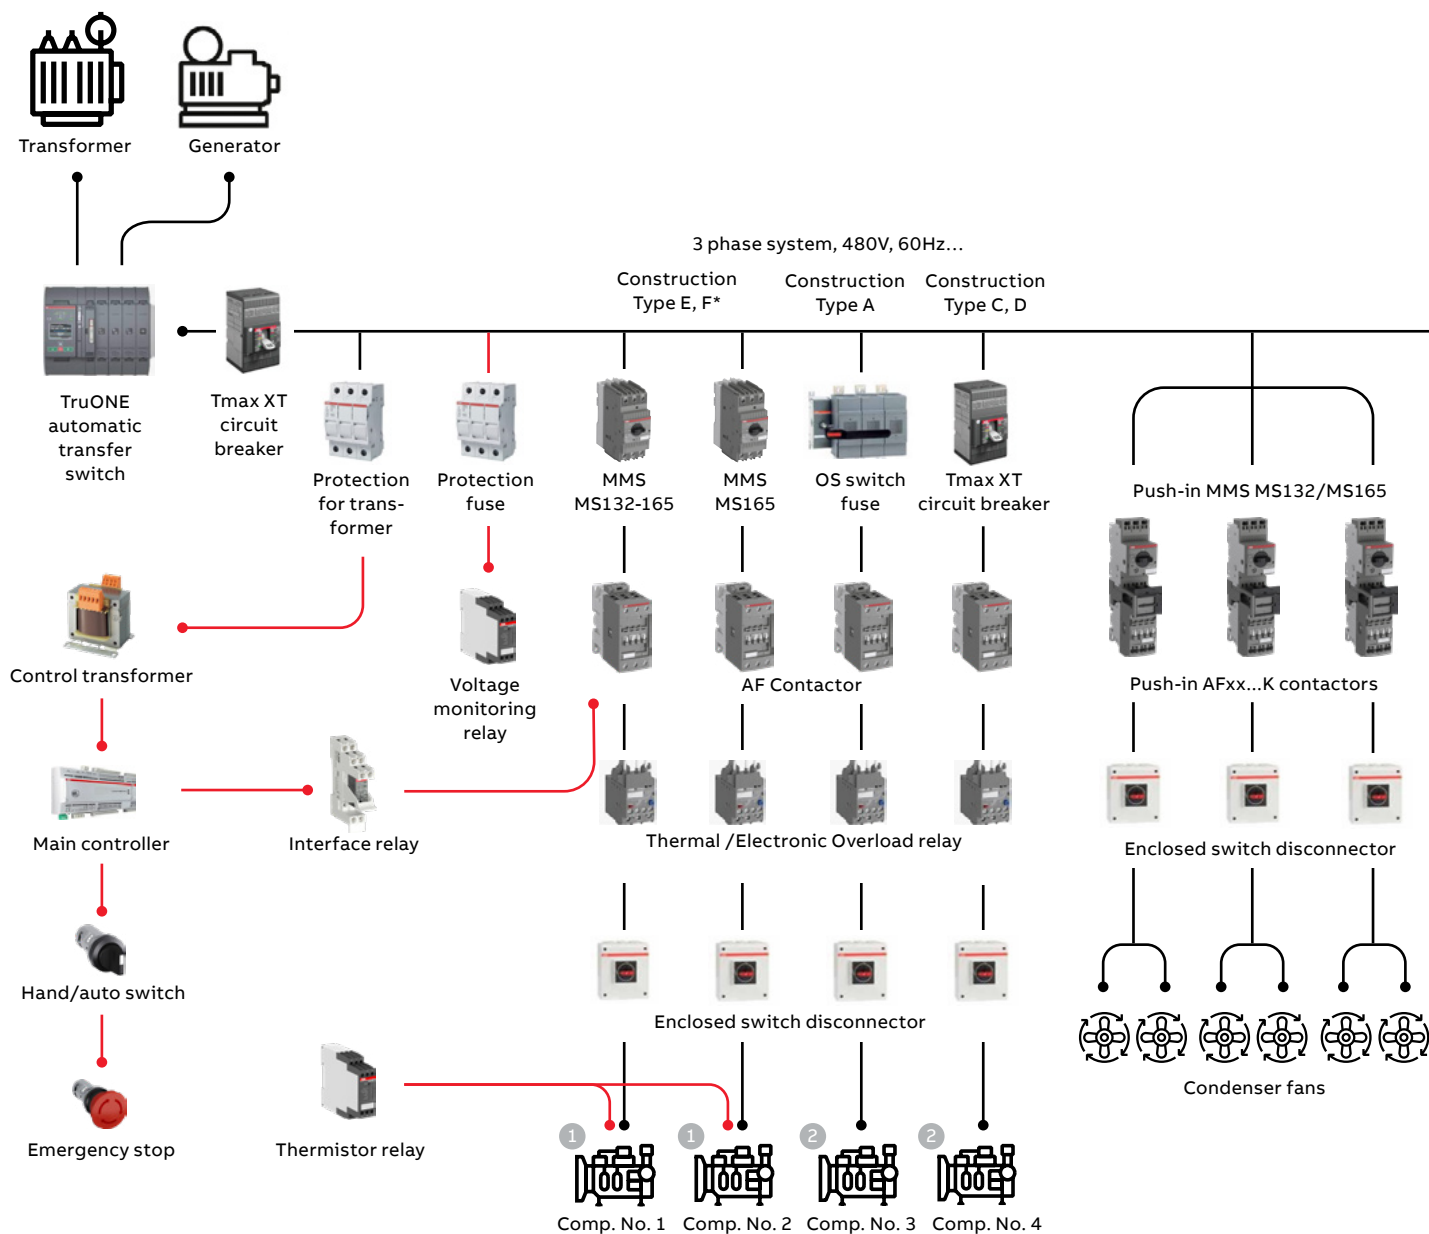 Transformer
Generator
3 phase system, 480V, 60Hz...
Construction
Type E, F*
Construction
Type A
Construction
Type C, D
TruONE
automatic
transfer
switch
Tmax XT
circuit
breaker
Protection
for trans-
former
Protection
fuse
MMS
MS132-165
MMS
MS165
OS switch
fuse
Tmax XT
circuit breaker
Push-in MMS MS132/MS165
Control transformer
Voltage
monitoring
relay
AF Contactor
Push-in AFxx...K contactors
Main controller
Interface relay
Thermal /Electronic Overload relay
Enclosed switch disconnector
Hand/auto switch
Enclosed switch disconnector
Condenser fans
Emergency stop
Thermistor relay
1
1
2
2
Comp. No. 1
Comp. No. 2
Comp. No. 3
Comp. No. 4